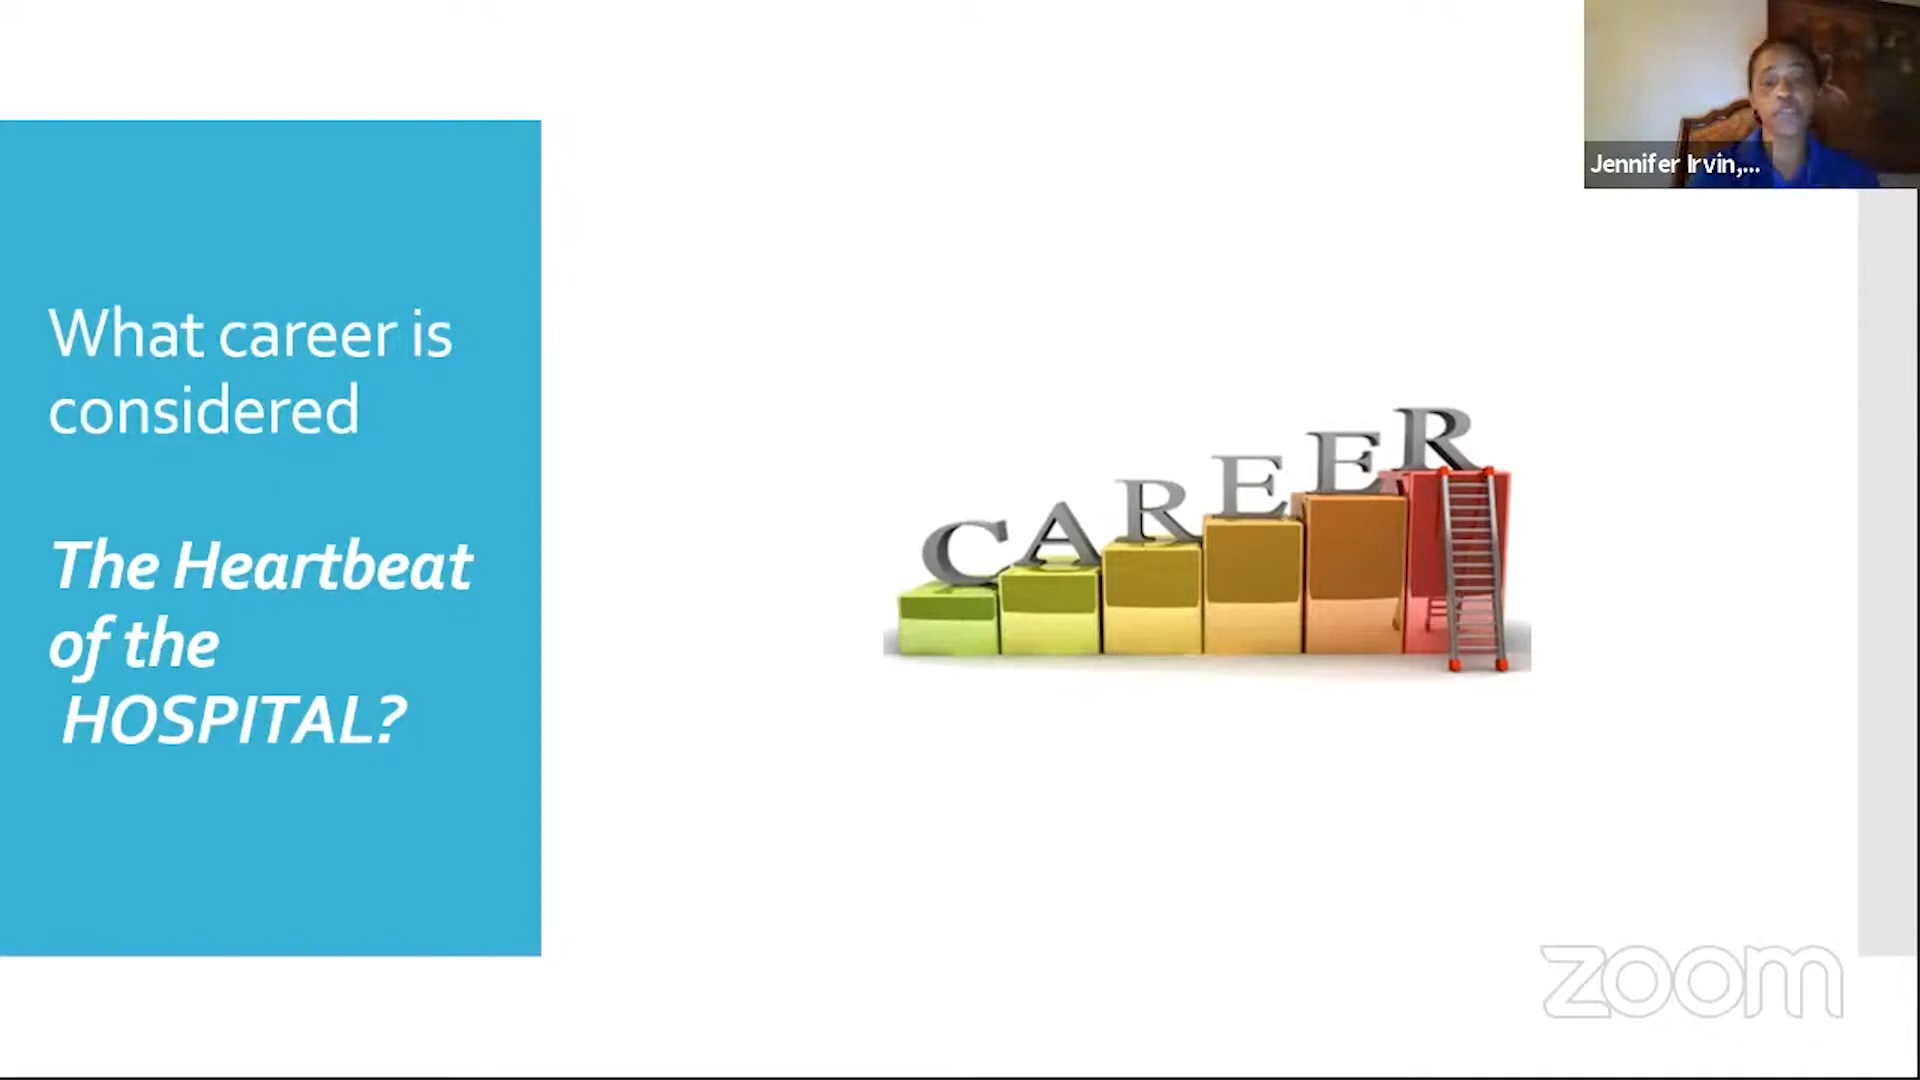 What career is
considered
The Heartbeat
of the
HOSPITAL?
CAREER
Jennifer Irvin,...
zoom